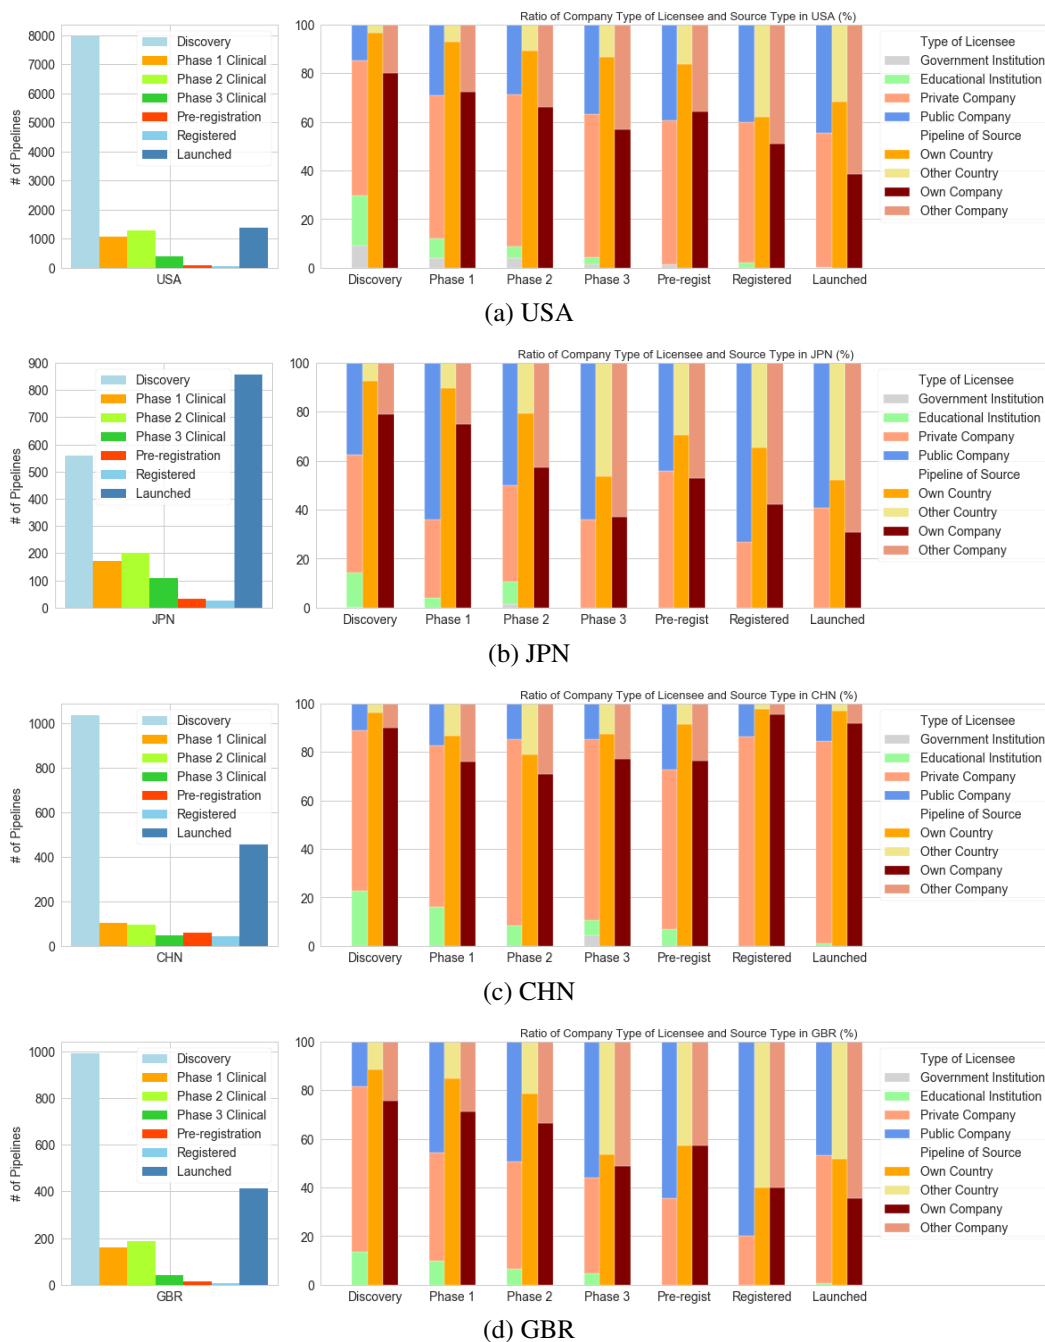 Ratio of Company Type of Licensee and Source Type in USA (%)
# of Pipelines
8000
7000
6000
5000
4000
3000
2000
1000
0
Discovery
Phase 1 Clinical
Phase 2 Clinical
Phase 3 Clinical
Pre-registration
Registered
Launched
USA
100
80
60
40
20
0
Discovery Phase 1 Phase 2 Phase 3 Pre-regist Registered Launched
Type of Licensee
Government Institution
Educational Institution
Private Company
Public Company
Pipeline of Source
Own Country
Other Country
Own Company
Other Company
(a) USA
Ratio of Company Type of Licensee and Source Type in JPN (%)
# of Pipelines
900
800
700
600
500
400
300
200
100
0
Discovery
Phase 1 Clinical
Phase 2 Clinical
Phase 3 Clinical
Pre-registration
Registered
Launched
JPN
100
80
60
40
20
0
Discovery Phase 1 Phase 2 Phase 3 Pre-regist Registered Launched
Type of Licensee
Government Institution
Educational Institution
Private Company
Public Company
Pipeline of Source
Own Country
Other Country
Own Company
Other Company
(b) JPN
Ratio of Company Type of Licensee and Source Type in CHN (%)
# of Pipelines
1000
800
600
400
200
0
Discovery
Phase 1 Clinical
Phase 2 Clinical
Phase 3 Clinical
Pre-registration
Registered
Launched
CHN
100
80
60
40
20
0
Discovery Phase 1 Phase 2 Phase 3 Pre-regist Registered Launched
Type of Licensee
Government Institution
Educational Institution
Private Company
Public Company
Pipeline of Source
Own Country
Other Country
Own Company
Other Company
(c) CHN
Ratio of Company Type of Licensee and Source Type in GBR (%)
# of Pipelines
1000
800
600
400
200
0
Discovery
Phase 1 Clinical
Phase 2 Clinical
Phase 3 Clinical
Pre-registration
Registered
Launched
GBR
100
80
60
40
20
0
Discovery Phase 1 Phase 2 Phase 3 Pre-regist Registered Launched
Type of Licensee
Government Institution
Educational Institution
Private Company
Public Company
Pipeline of Source
Own Country
Other Country
Own Company
Other Company
(d) GBR